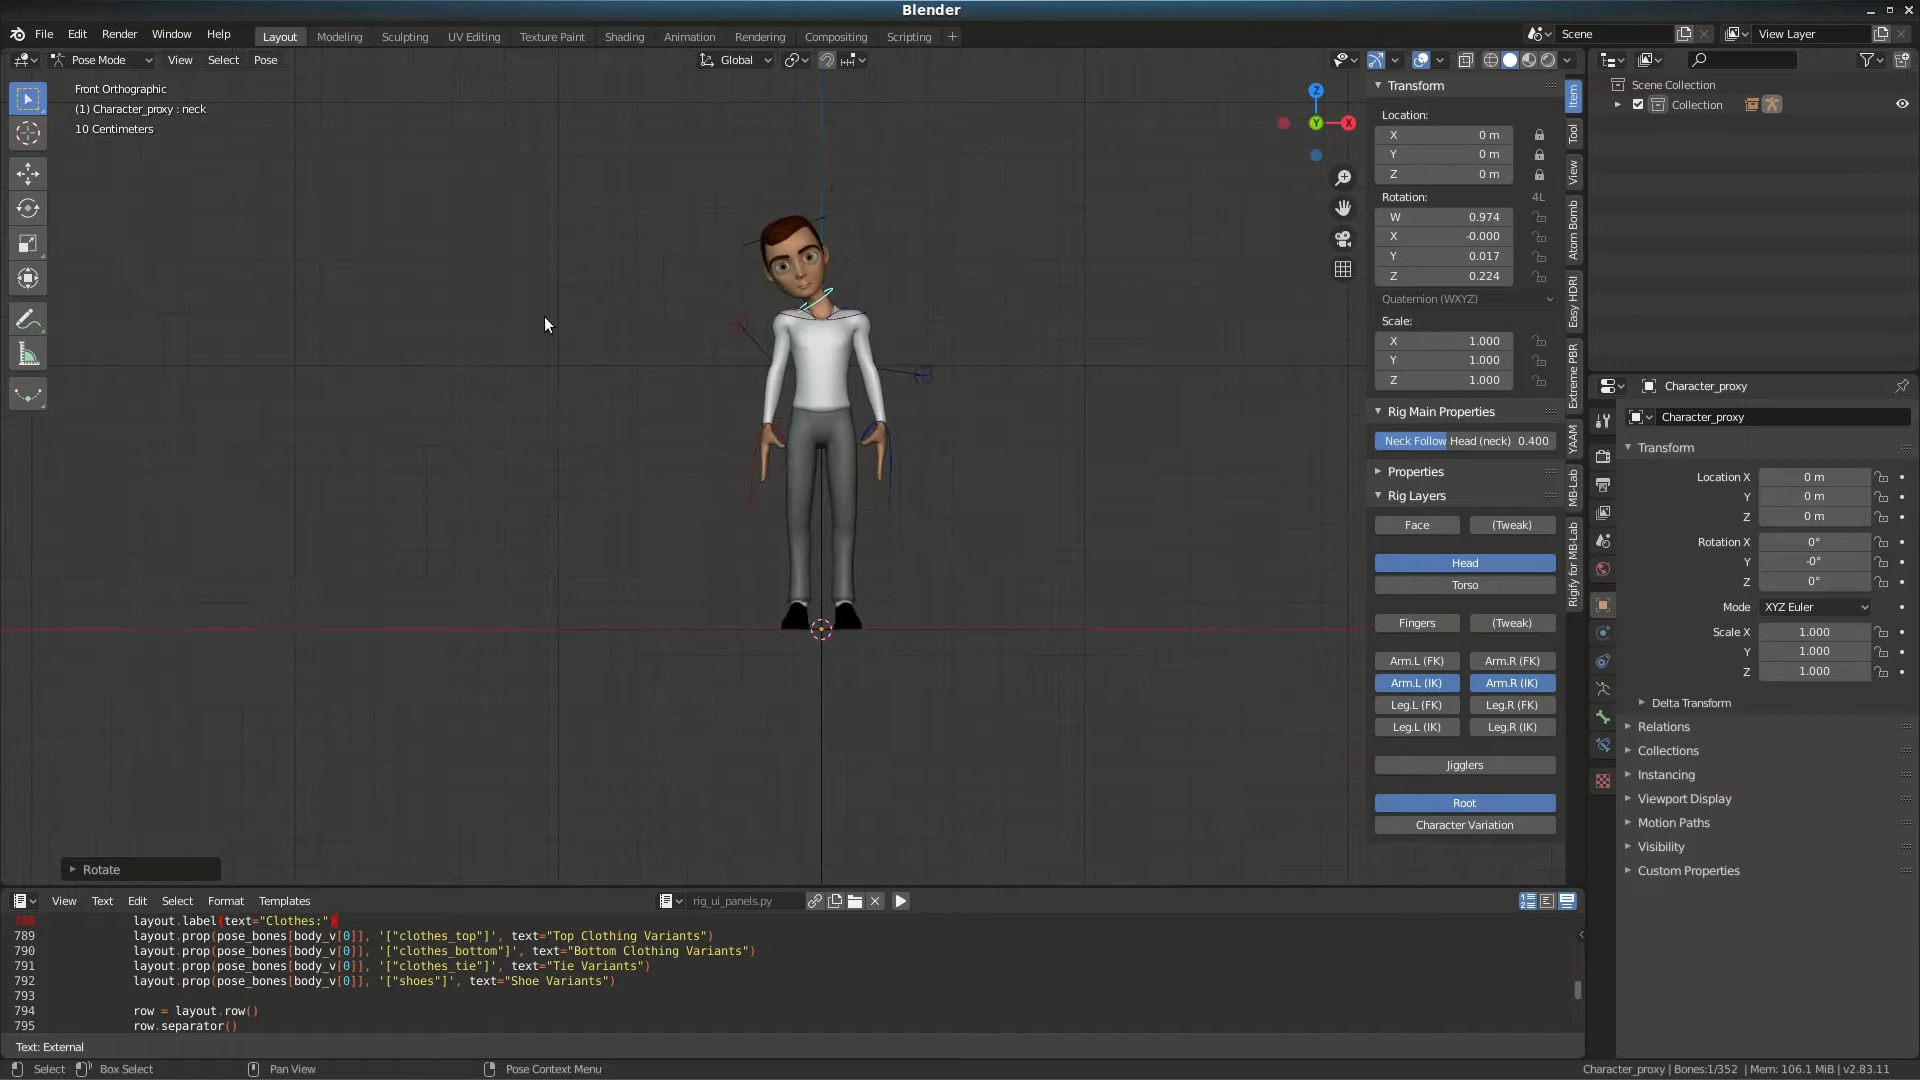 Blender
File Edit Render Window Help
Layout Modeling Sculpting UV Editing Texture Paint Shading Animation Rendering Compositing Scripting +
Scene
View Layer
Pose Mode View Select Pose
Global
Front Orthographic
(1) Character_proxy : neck
10 Centimeters
Z
Y
X
Transform
Location:
X 0 m
Y 0 m
Z 0 m
Rotation: 4L
W 0.974
X -0.000
Y 0.017
Z 0.224
Quaternion (WXYZ)
Scale:
X 1.000
Y 1.000
Z 1.000
Rig Main Properties
Neck Follow Head (neck) 0.400
Properties
Rig Layers
Face (Tweak)
Head
Torso
Fingers (Tweak)
Arm.L (FK) Arm.R (FK)
Arm.L (IK) Arm.R (IK)
Leg.L (FK) Leg.R (FK)
Leg.L (IK) Leg.R (IK)
Jigglers
Root
Character Variation
Item
Tool
View
Atom Bomb
Easy HDRI
Extreme PBR
YAAM
MB-Lab
Rigify for MB-Lab
Scene Collection
Collection
Character_proxy
Character_proxy
Transform
Location X 0 m
Y 0 m
Z 0 m
Rotation X 0°
Y -0°
Z 0°
Mode XYZ Euler
Scale X 1.000
Y 1.000
Z 1.000
Delta Transform
Relations
Collections
Instancing
Viewport Display
Motion Paths
Visibility
Custom Properties
Rotate
View Text Edit Select Format Templates
rig_ui_panels.py
788 layout.label(text="Clothes:")
789 layout.prop(pose_bones[body_v[0]], '["clothes_top"]', text="Top Clothing Variants")
790 layout.prop(pose_bones[body_v[0]], '["clothes_bottom"]', text="Bottom Clothing Variants")
791 layout.prop(pose_bones[body_v[0]], '["clothes_tie"]', text="Tie Variants")
792 layout.prop(pose_bones[body_v[0]], '["shoes"]', text="Shoe Variants")
793
794 row = layout.row()
795 row.separator()
Text: External
Select Box Select Pan View Pose Context Menu
Character_proxy | Bones:1/352 | Mem: 106.1 MiB | v2.83.11